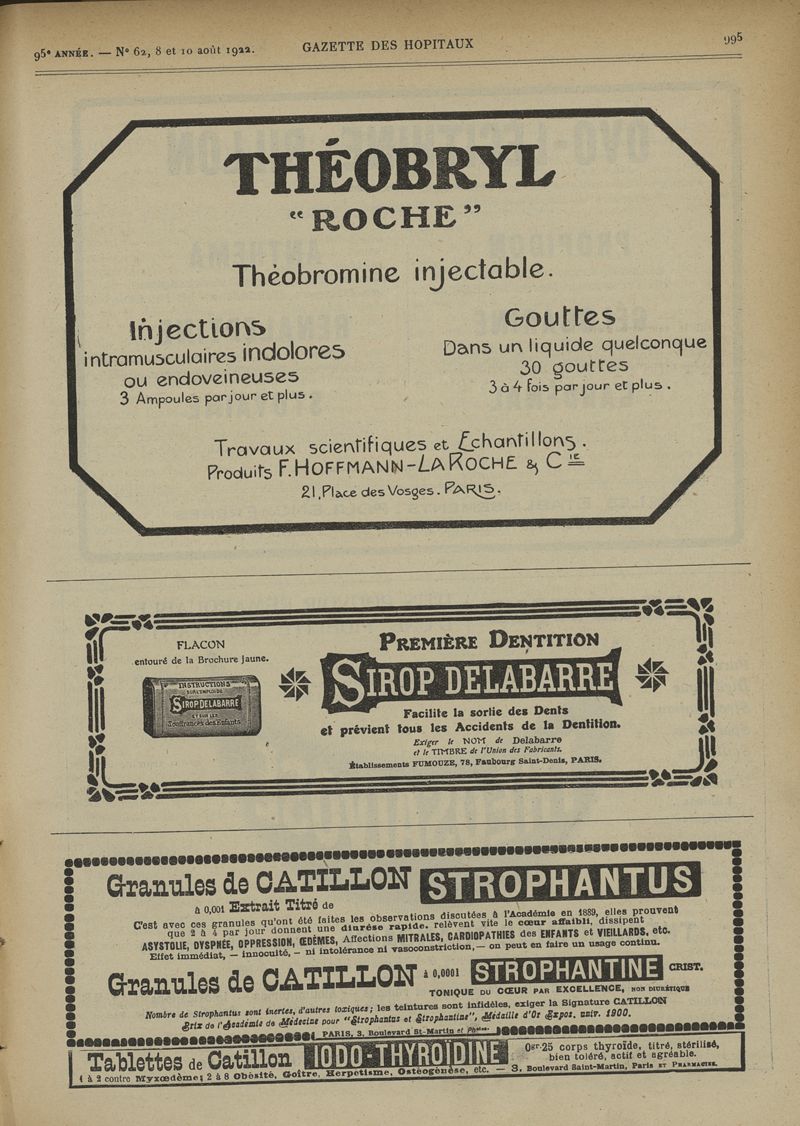 95e ANNÉE. — No 62, 8 et 10 août 1922.
GAZETTE DES HOPITAUX
995
THÉOBRYL
“ROCHE”
Théobromine injectable.
Injections
intramusculaires indolores
ou endoveineuses
3 Ampoules par jour et plus.
Gouttes
Dans un liquide quelconque
30 gouttes
3 à 4 fois par jour et plus.
Travaux scientifiques et Echantillons.
Produits F. HOFFMANN-LA ROCHE & Cie
21, Place des Vosges. PARIS.
FLACON
entouré de la Brochure jaune.
INSTRUCTIONS
SUR L'EMPLOI DU
SIROP DELABARRE
ET SUR LES
Souffrances des Enfants
PREMIÈRE DENTITION
SIROP DELABARRE
Facilite la sortie des Dents
et prévient tous les Accidents de la Dentition.
Exiger le NOM de Delabarre
et le TIMBRE de l'Union des Fabricants.
Établissements FUMOUZE, 78, Faubourg Saint-Denis, PARIS.
Granules de CATILLON STROPHANTUS
à 0,001 Extrait Titré de
C'est avec ces granules qu'ont été faites les observations discutées à l'Académie en 1889, elles prouvent
que 2 à 4 par jour donnent une diurèse rapide, relèvent vite le cœur affaibli, dissipent
ASYSTOLIE, DYSPNÉE, OPPRESSION, ŒDÈMES, Affections MITRALES, CARDIOPATHIES des ENFANTS et VIEILLARDS, etc.
Effet immédiat, — innocuité, — ni intolérance ni vasoconstriction, — on peut en faire un usage continu.
Granules de CATILLON à 0,0001 STROPHANTINE CRIST.
TONIQUE DU CŒUR PAR EXCELLENCE, NON DIURÉTIQUE
Nombre de Strophantus sont inertes, d'autres toxiques; les teintures sont infidèles, exiger la Signature CATILLON
Prix de l'Académie de Médecine pour "Strophantus et Strophantine", Médaille d'Or Expos. univ. 1900.
PARIS, 3, Boulevard St-Martin et Phies
Tablettes de Catillon IODO-THYROÏDINE
0gr.25 corps thyroïde, titré, stérilisé,
bien toléré, actif et agréable.
1 à 2 contre Myxœdème; 2 à 8 Obésité, Goitre, Herpetisme, Ostéogénèse, etc. — 3, Boulevard Saint-Martin, PARIS ET PHARMACIES.